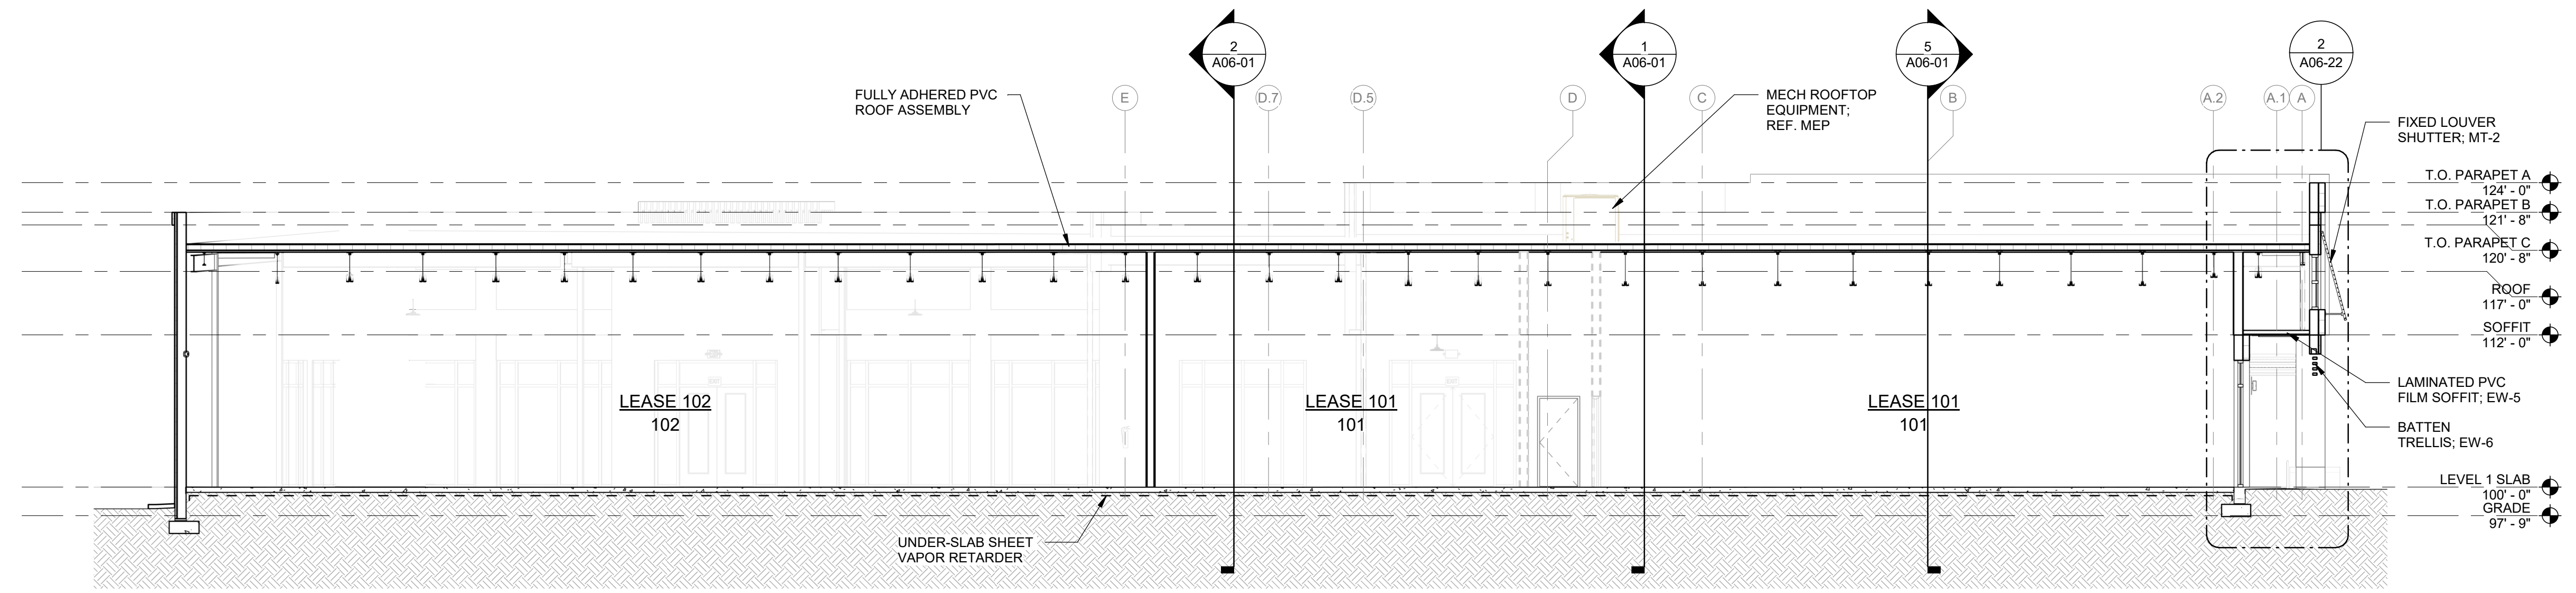 2
A06-01
1
A06-01
5
A06-01
2
A06-22
FULLY ADHERED PVC
ROOF ASSEMBLY
E
D.7
D.5
D
C
MECH ROOFTOP
EQUIPMENT;
REF. MEP
B
A.2
A.1
A
FIXED LOUVER
SHUTTER; MT-2
T.O. PARAPET A
124' - 0"
T.O. PARAPET B
121' - 8"
T.O. PARAPET C
120' - 8"
ROOF
117' - 0"
SOFFIT
112' - 0"
EXIT
EXIT
LEASE 102
102
LEASE 101
101
LEASE 101
101
LAMINATED PVC
FILM SOFFIT; EW-5
BATTEN
TRELLIS; EW-6
LEVEL 1 SLAB
100' - 0"
GRADE
97' - 9"
UNDER-SLAB SHEET
VAPOR RETARDER